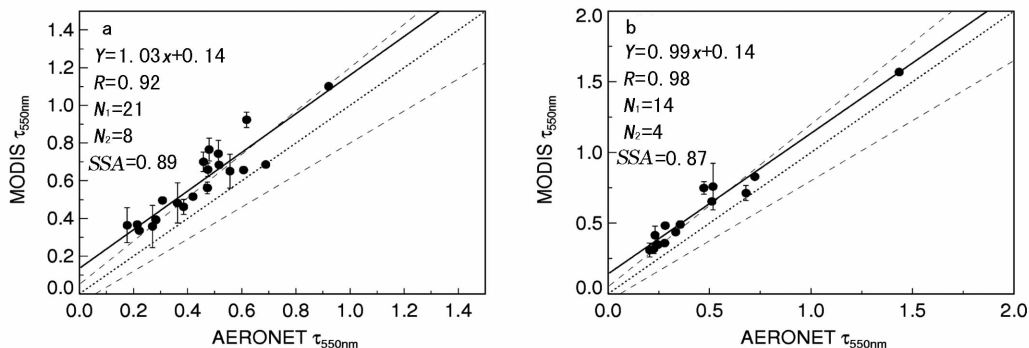 a
Y=1.03x+0.14
R=0.92
N₁=21
N₂=8
SSA=0.89
MODIS τ550nm
1.4
1.2
1.0
0.8
0.6
0.4
0.2
0.0
0.0 0.2 0.4 0.6 0.8 1.0 1.2 1.4
AERONET τ550nm
b
Y=0.99x+0.14
R=0.98
N₁=14
N₂=4
SSA=0.87
MODIS τ550nm
2.0
1.5
1.0
0.5
0.0
0.0 0.5 1.0 1.5 2.0
AERONET τ550nm